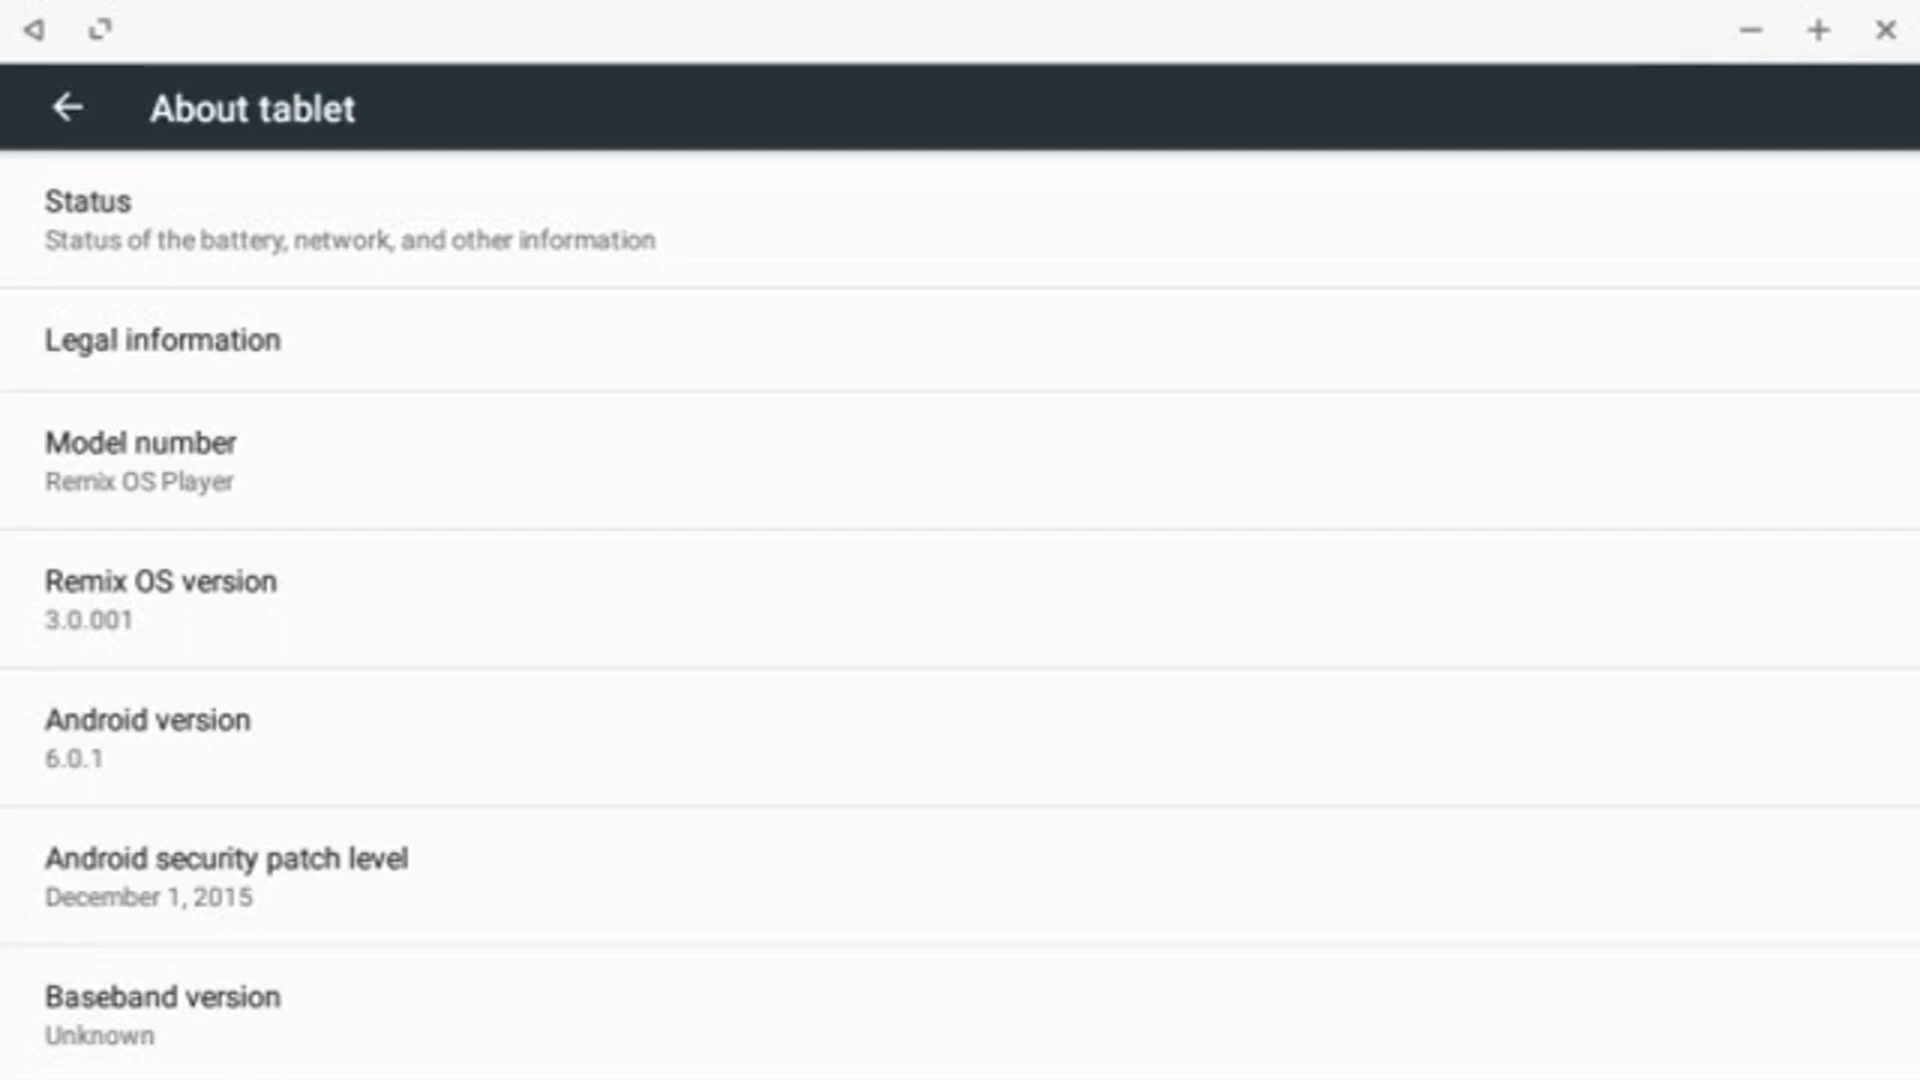 About tablet
Status
Status of the battery, network, and other information
Legal information
Model number
Remix OS Player
Remix OS version
3.0.001
Android version
6.0.1
Android security patch level
December 1, 2015
Baseband version
Unknown